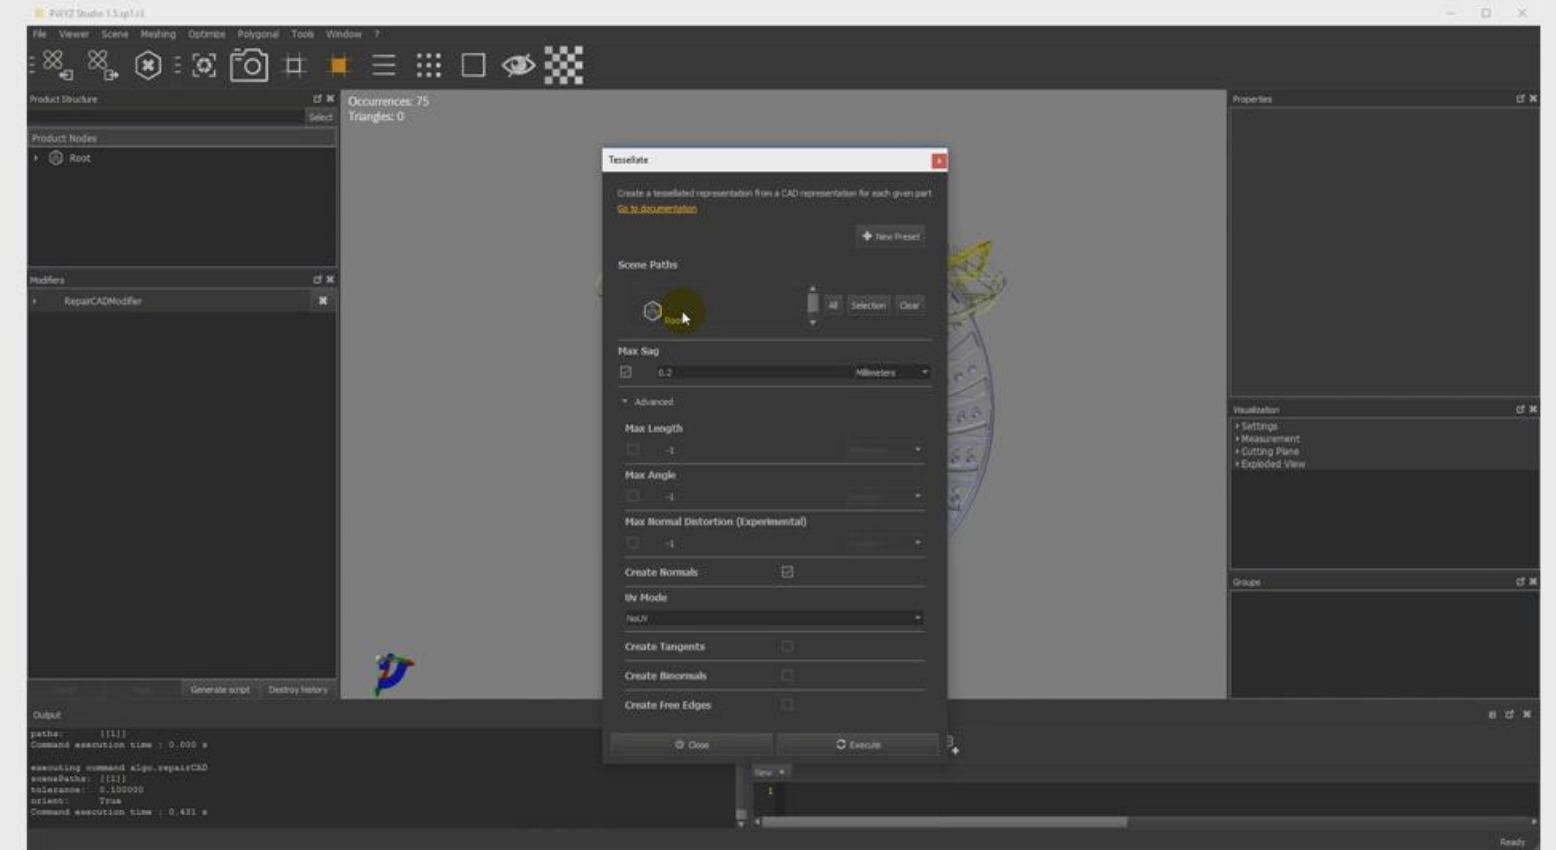 PiXYZ Studio 1.5.sp1.r3
File Viewer Scene Meshing Optimize Polygonal Tools Window ?
Product Structure
Select
Product Nodes
Root
Modifiers
RepairCADModifier
Generate script Destroy history
Occurrences: 75
Triangles: 0
Tessellate
Create a tessellated representation from a CAD representation for each given part
Go to documentation
New Preset
Scene Paths
Root
All Selection Clear
Max Sag
0.2 Millimeters
Advanced
Max Length
-1
Max Angle
-1
Max Normal Distortion (Experimental)
-1
Create Normals
Uv Mode
NoUV
Create Tangents
Create Binormals
Create Free Edges
Close Execute
Properties
Visualization
Settings
Measurement
Cutting Plane
Exploded View
Groups
Output
paths: [[1]]
Command execution time : 0.000 s
executing command algo.repairCAD
scenePaths: [[1]]
tolerance: 0.100000
orient: True
Command execution time : 0.431 s
New
1
Ready